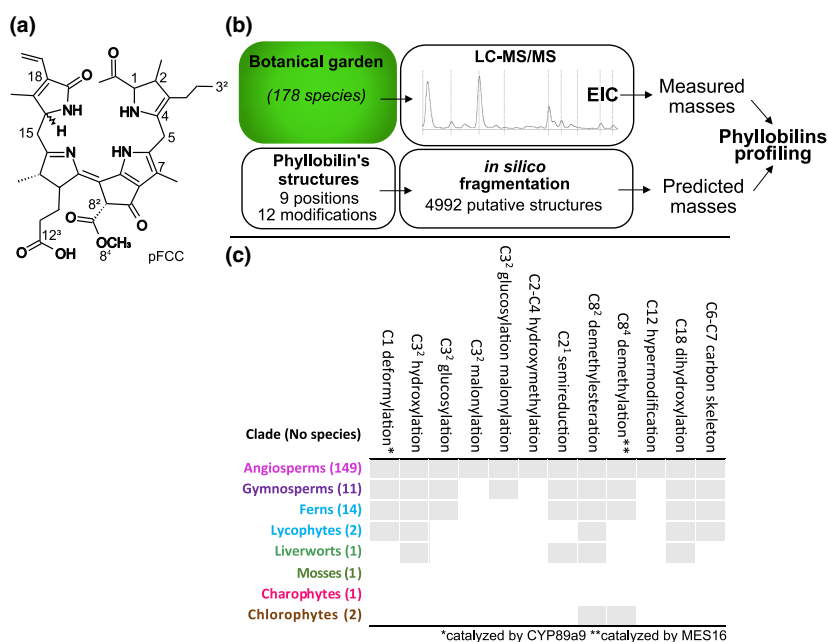 (a)
18
O
NH
H
15
N
O
1
2
3²
NH
4
5
HN
7
8²
O
O
O
OCH₃
12³
OH
8⁴
pFCC
(b)
Botanical garden
(178 species)
LC-MS/MS
EIC
Measured
masses
Phyllobilins
profiling
Phyllobilin's
structures
9 positions
12 modifications
in silico
fragmentation
4992 putative structures
Predicted
masses
(c)
C1 deformylation*
C3² hydroxylation
C3² glucosylation
C3² malonylation
C3²
glucosylation malonylation
C2-C4 hydroxymethylation
C2¹ semireduction
C8² demethylesteration
C8⁴ demethylation**
C12 hypermodification
C18 dihydroxylation
C6-C7 carbon skeleton
Clade (No species)
Angiosperms (149)
Gymnosperms (11)
Ferns (14)
Lycophytes (2)
Liverworts (1)
Mosses (1)
Charophytes (1)
Chlorophytes (2)
*catalyzed by CYP89a9 **catalyzed by MES16